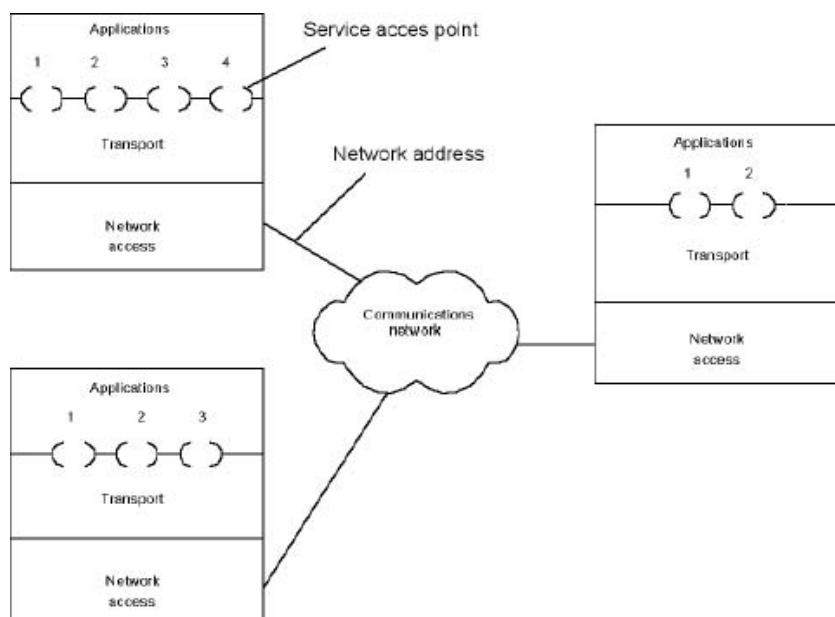 Applications
1 2 3 4
Service acces point
Transport
Network
access
Network address
Communications
network
Applications
1 2
Transport
Network
access
Applications
1 2 3
Transport
Network
access